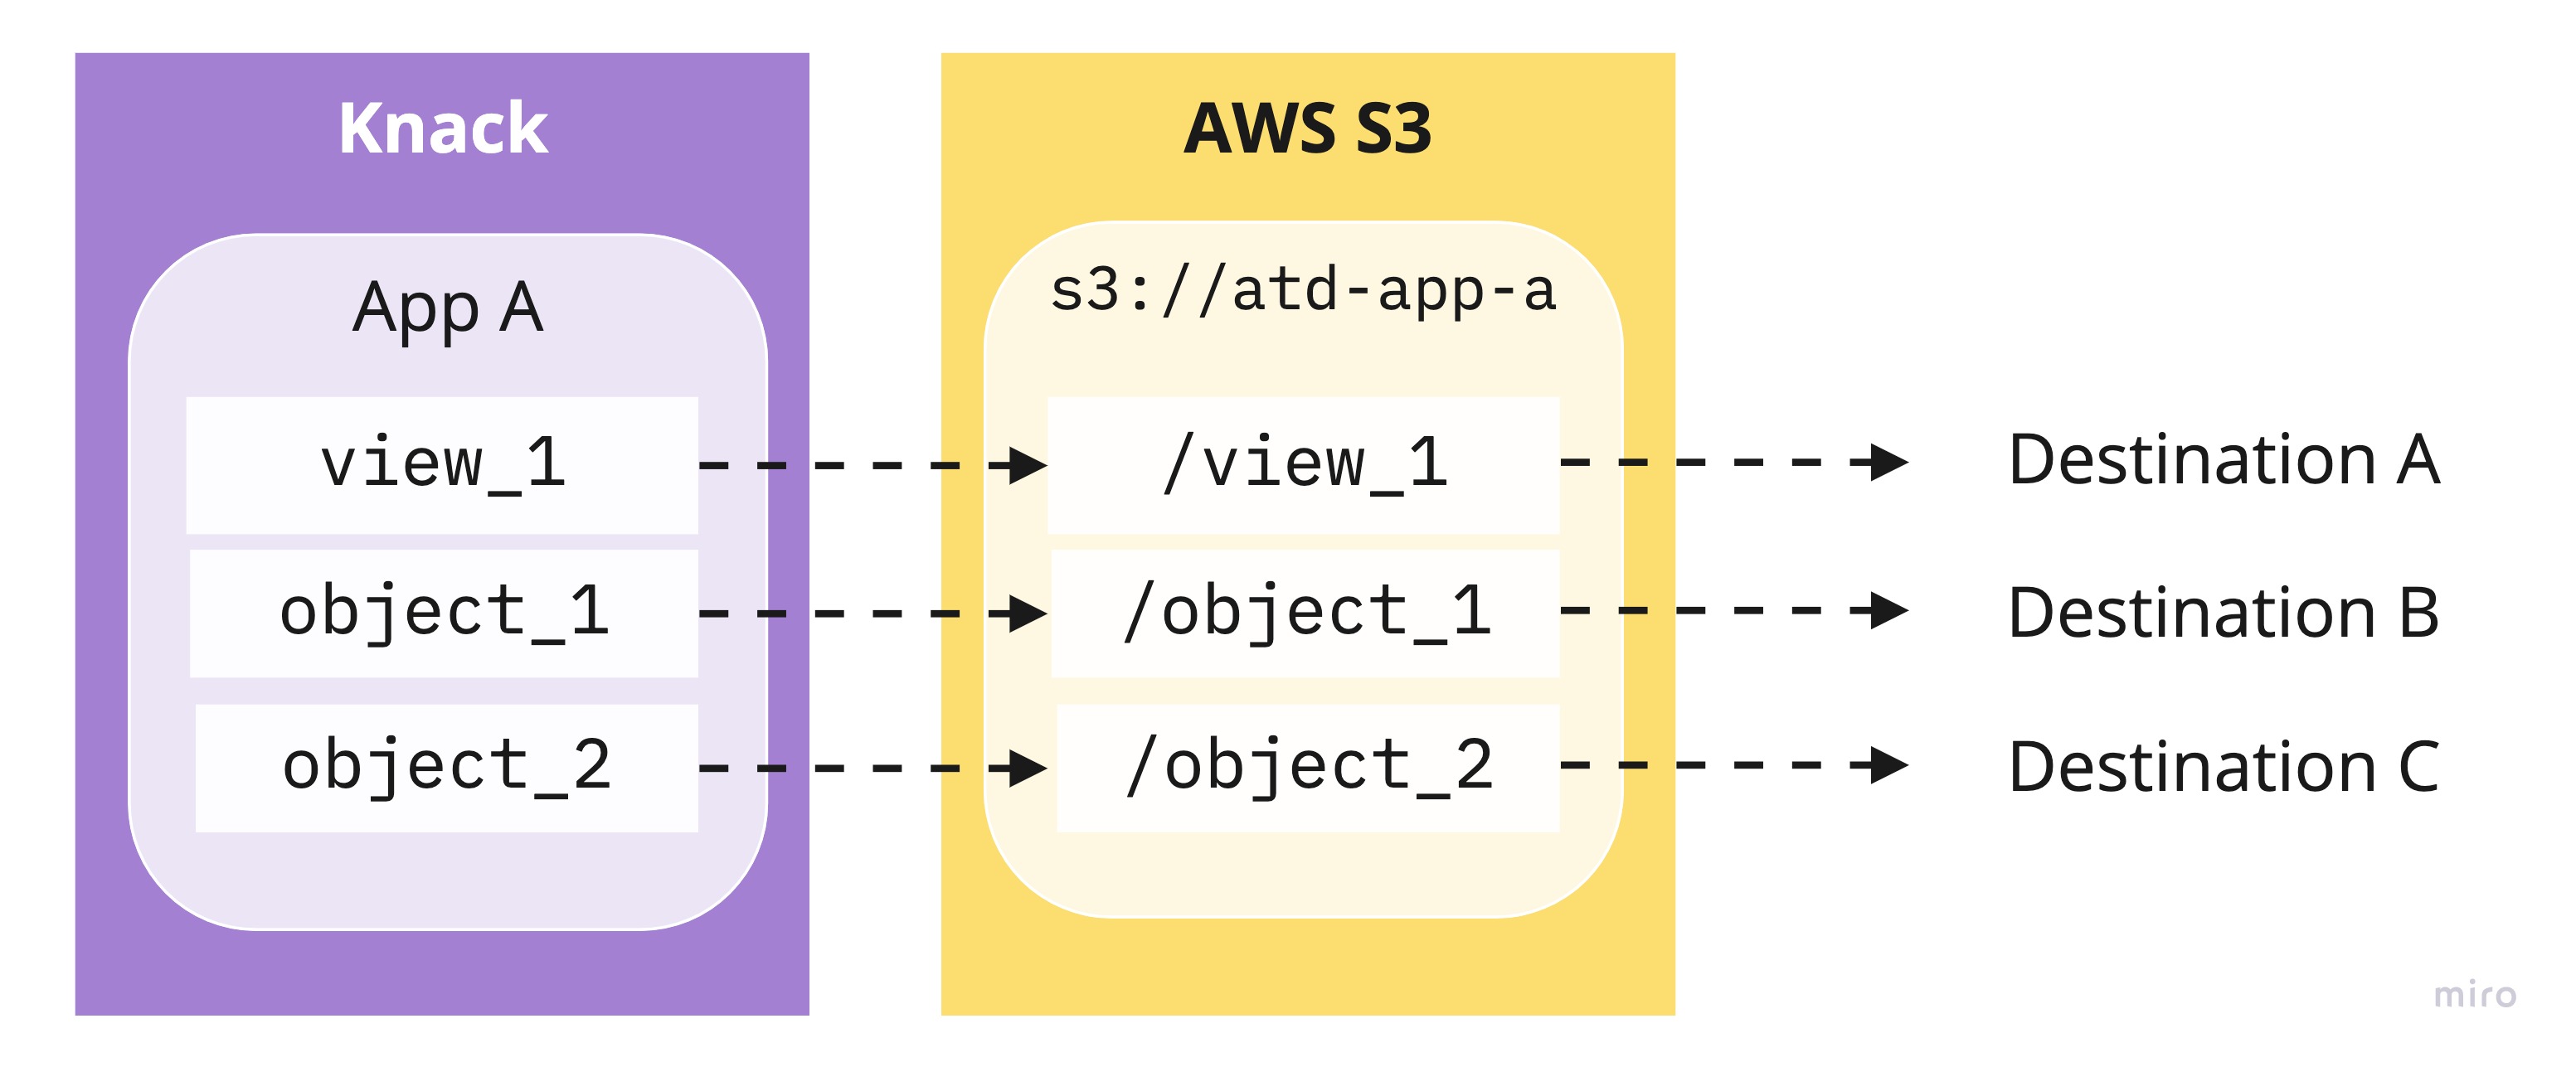 Knack
App A
view_1
object_1
object_2
AWS S3
s3://atd-app-a
/view_1
/object_1
/object_2
Destination A
Destination B
Destination C
miro